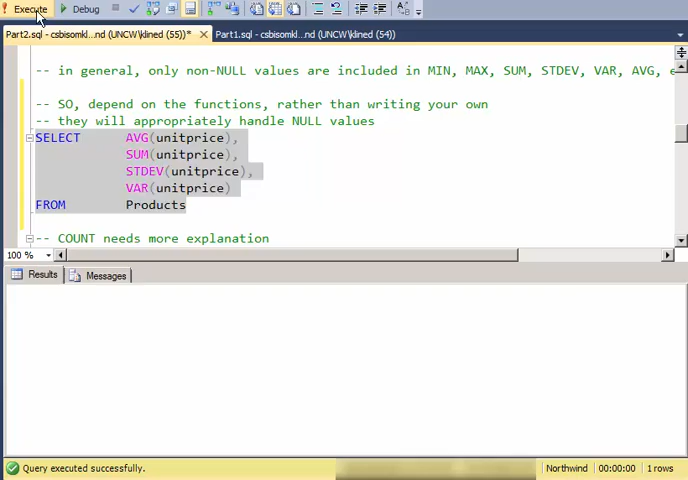 ! Execute Debug
Part2.sql - csbisomkl...nd (UNCW\klined (55))* Part1.sql - csbisomkl...nd (UNCW\klined (54))
-- in general, only non-NULL values are included in MIN, MAX, SUM, STDEV, VAR, AVG, e
-- SO, depend on the functions, rather than writing your own
-- they will appropriately handle NULL values
SELECT AVG(unitprice),
SUM(unitprice),
STDEV(unitprice),
VAR(unitprice)
FROM Products
-- COUNT needs more explanation
100 %
Results Messages
Query executed successfully. Northwind 00:00:00 1 rows